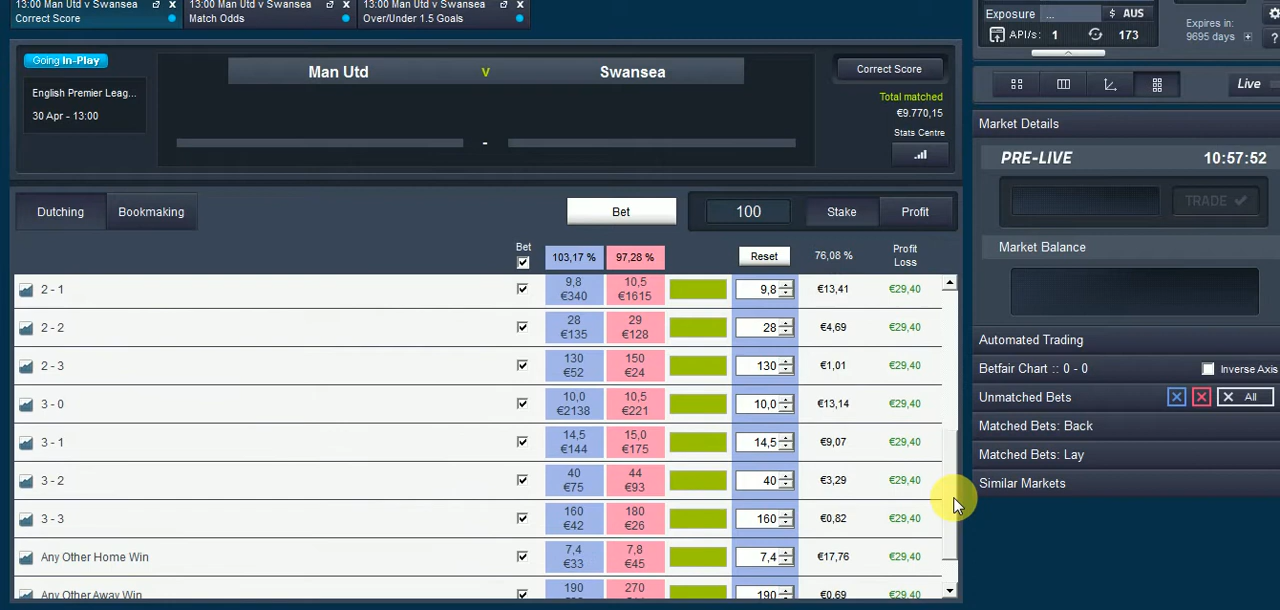 13:00 Man Utd v Swansea
Correct Score
13:00 Man Utd v Swansea
Match Odds
13:00 Man Utd v Swansea
Over/Under 1.5 Goals
Exposure ... $ AUS
API/s: 1 173
Expires in:
9695 days
Going In-Play
English Premier Leag...
30 Apr - 13:00
Man Utd v Swansea
-
Correct Score
Total matched
€9.770,15
Stats Centre
Live
Market Details
PRE-LIVE 10:57:52
TRADE
Market Balance
Automated Trading
Betfair Chart :: 0 - 0 Inverse Axis
Unmatched Bets All
Matched Bets: Back
Matched Bets: Lay
Similar Markets
Dutching Bookmaking Bet 100 Stake Profit
Bet 103,17 % 97,28 % Reset 76,08 % Profit
Loss
2 - 1 9,8 10,5 9,8 €13,41 €29,40
€340 €1615
2 - 2 28 29 28 €4,69 €29,40
€135 €128
2 - 3 130 150 130 €1,01 €29,40
€52 €24
3 - 0 10,0 10,5 10,0 €13,14 €29,40
€2138 €221
3 - 1 14,5 15,0 14,5 €9,07 €29,40
€144 €175
3 - 2 40 44 40 €3,29 €29,40
€75 €93
3 - 3 160 180 160 €0,82 €29,40
€42 €26
Any Other Home Win 7,4 7,8 7,4 €17,76 €29,40
€33 €45
Any Other Away Win 190 270 190 €0,69 €29,40